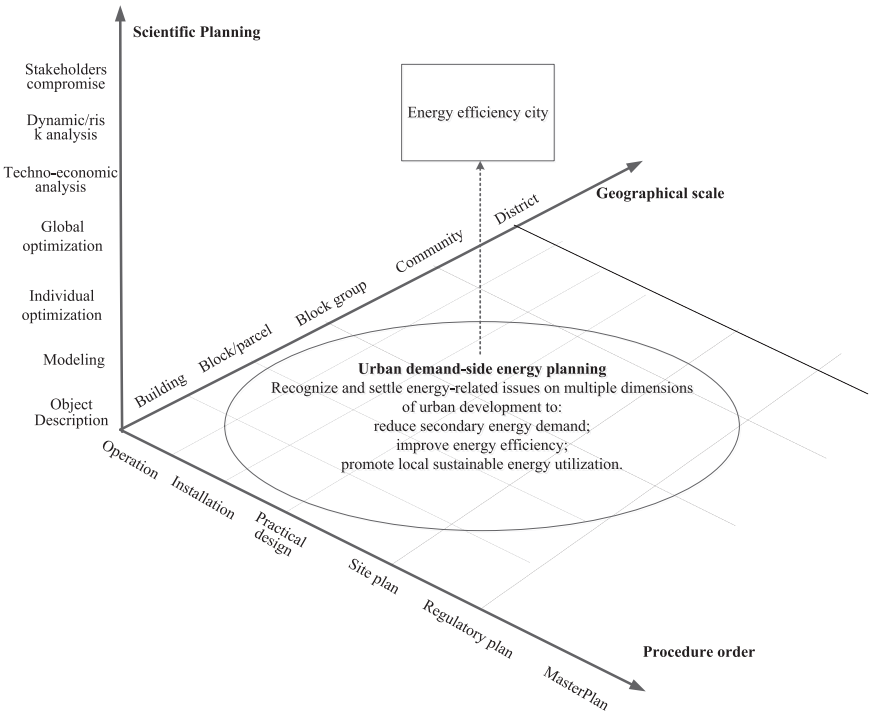 Scientific Planning
Stakeholders
compromise
Dynamic/ris
k analysis
Techno-economic
analysis
Global
optimization
Individual
optimization
Modeling
Object
Description
Energy efficiency city
Geographical scale
District
Community
Block group
Block/parcel
Building
Urban demand-side energy planning
Recognize and settle energy-related issues on multiple dimensions
of urban development to:
reduce secondary energy demand;
improve energy efficiency;
promote local sustainable energy utilization.
Operation
Installation
Practical
design
Site plan
Regulatory plan
MasterPlan
Procedure order